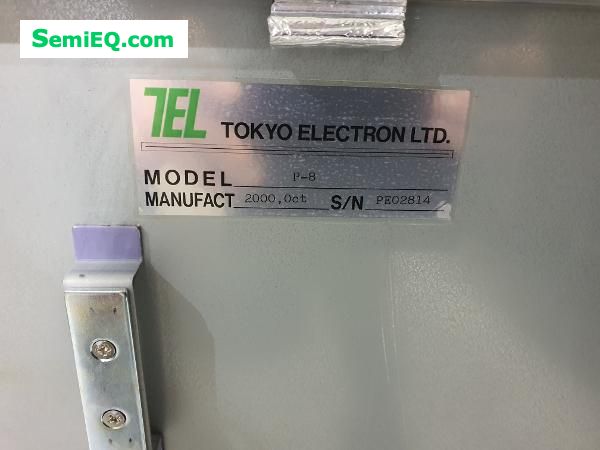 SemiEQ.com
TEL TOKYO ELECTRON LTD.
MODEL P-8
MANUFACT 2000,Oct S/N PE02814